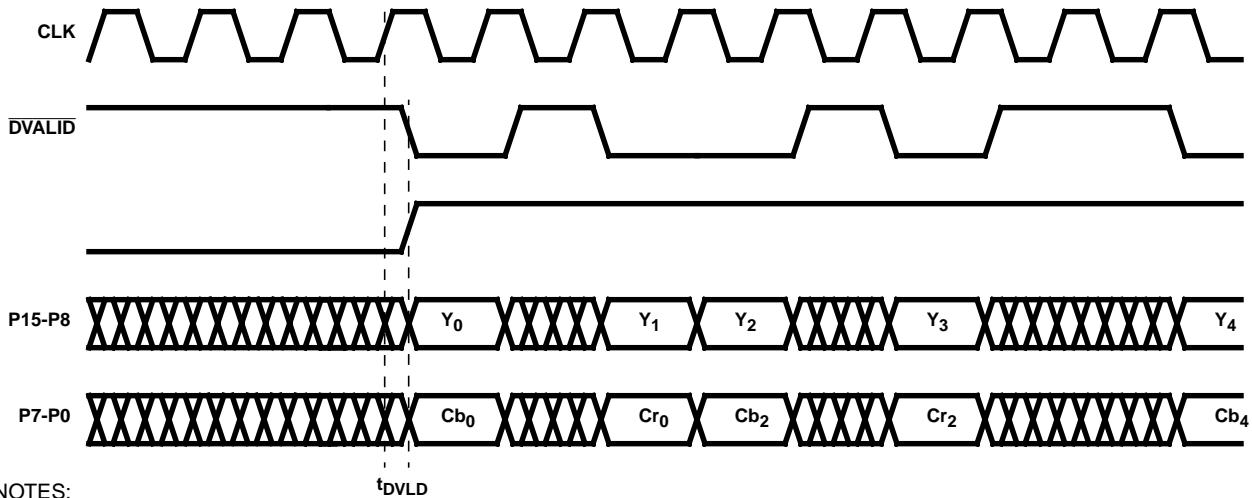 CLK
DVALID
P15-P8 Y0 Y1 Y2 Y3 Y4
P7-P0 Cb0 Cr0 Cb2 Cr2 Cb4
tDVLD
NOTES: